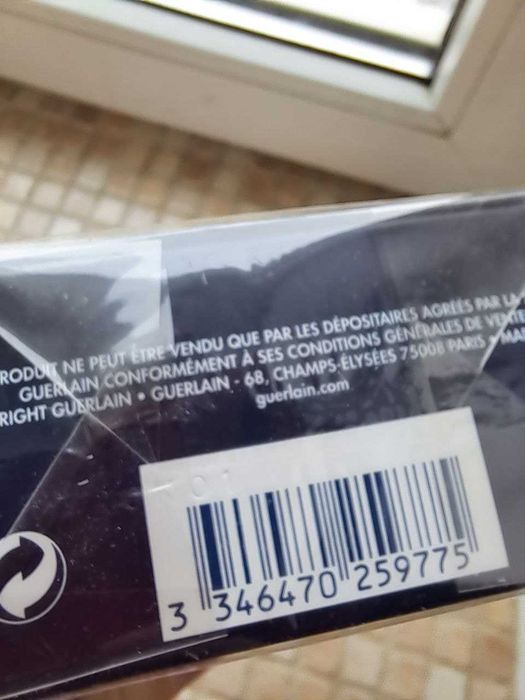 RODUIT NE PEUT ÊTRE VENDU QUE PAR LES DÉPOSITAIRES AGRÉÉS PAR LA
GUERLAIN CONFORMÉMENT À SES CONDITIONS GÉNÉRALES DE VENTE
RIGHT GUERLAIN • GUERLAIN - 68, CHAMPS-ÉLYSÉES 75008 PARIS • MA
guerlain.com
01
3 346470 259775